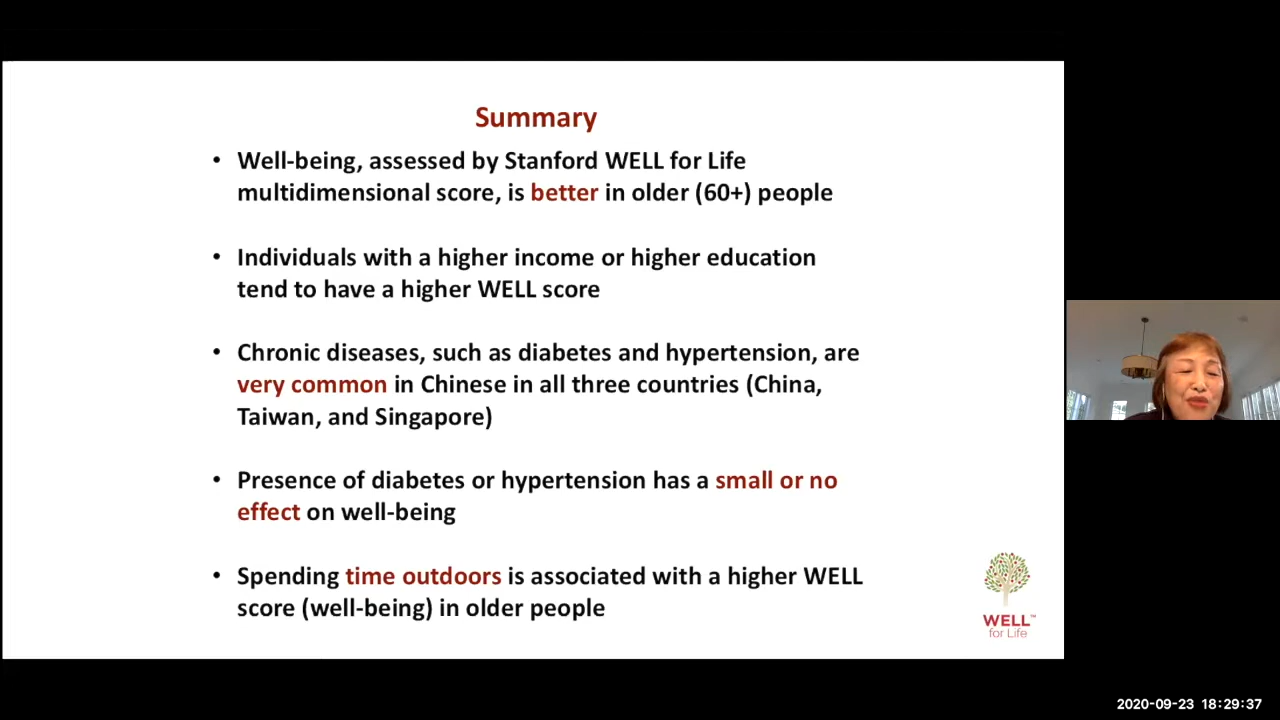 Summary
• Well-being, assessed by Stanford WELL for Life
multidimensional score, is better in older (60+) people
• Individuals with a higher income or higher education
tend to have a higher WELL score
• Chronic diseases, such as diabetes and hypertension, are
very common in Chinese in all three countries (China,
Taiwan, and Singapore)
• Presence of diabetes or hypertension has a small or no
effect on well-being
• Spending time outdoors is associated with a higher WELL
score (well-being) in older people
WELL™
for Life
2020-09-23 18:29:37